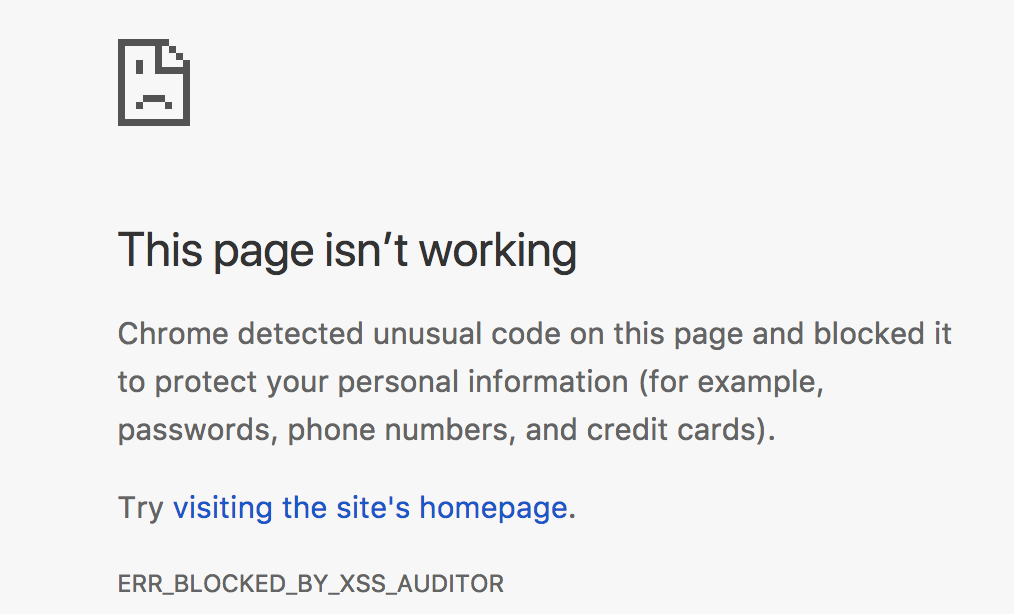 This page isn’t working
Chrome detected unusual code on this page and blocked it
to protect your personal information (for example,
passwords, phone numbers, and credit cards).
Try visiting the site's homepage.
ERR_BLOCKED_BY_XSS_AUDITOR